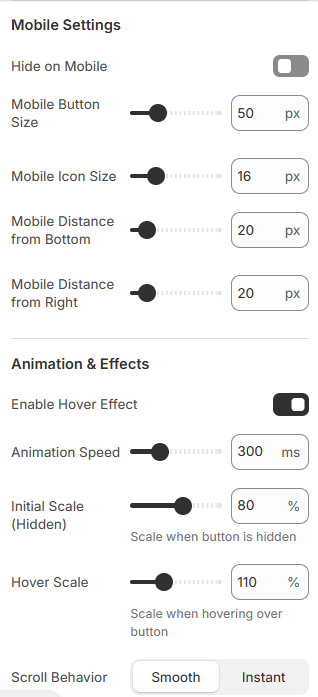 Mobile Settings
Hide on Mobile
Mobile Button
Size
50 px
Mobile Icon Size
16 px
Mobile Distance
from Bottom
20 px
Mobile Distance
from Right
20 px
Animation & Effects
Enable Hover Effect
Animation Speed
300 ms
Initial Scale
(Hidden)
80 %
Scale when button is hidden
Hover Scale
110 %
Scale when hovering over
button
Scroll Behavior
Smooth Instant